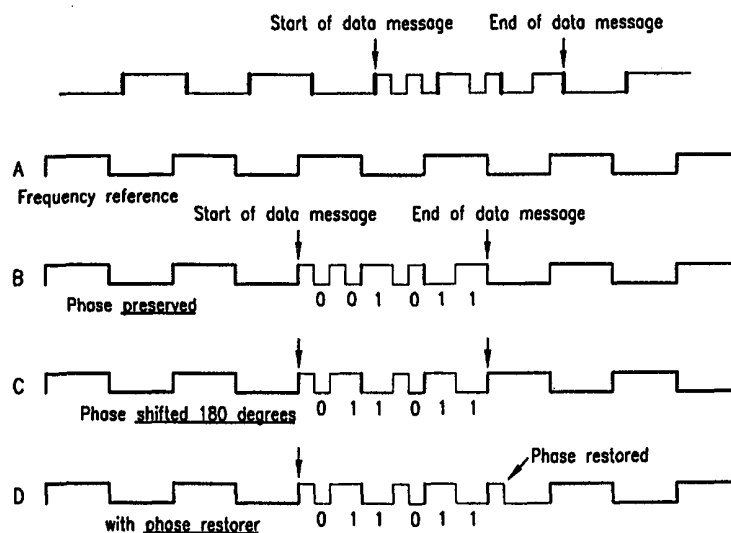 Start of data message End of data message
A
Frequency reference
Start of data message End of data message
B
Phase preserved
0 0 1 0 1 1
C
Phase shifted 180 degrees
0 1 1 0 1 1
Phase restored
D
with phase restorer
0 1 1 0 1 1